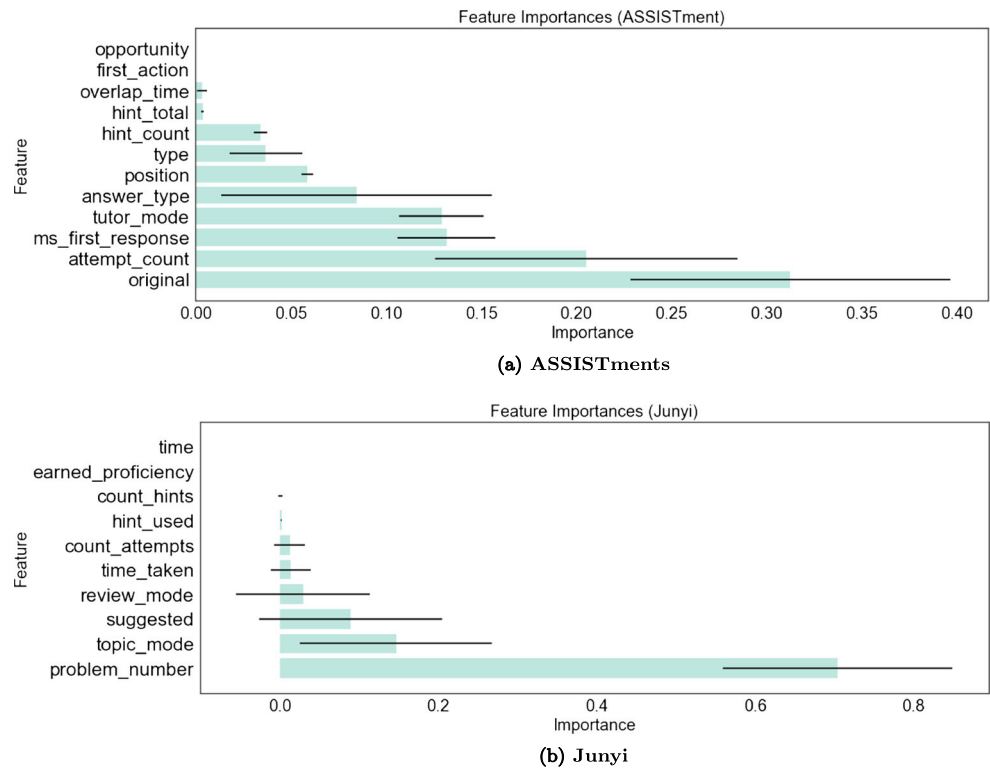 Feature Importances (ASSISTment)
Feature
opportunity
first_action
overlap_time
hint_total
hint_count
type
position
answer_type
tutor_mode
ms_first_response
attempt_count
original
0.00 0.05 0.10 0.15 0.20 0.25 0.30 0.35 0.40
Importance
(a) ASSISTments
Feature Importances (Junyi)
Feature
time
earned_proficiency
count_hints
hint_used
count_attempts
time_taken
review_mode
suggested
topic_mode
problem_number
0.0 0.2 0.4 0.6 0.8
Importance
(b) Junyi